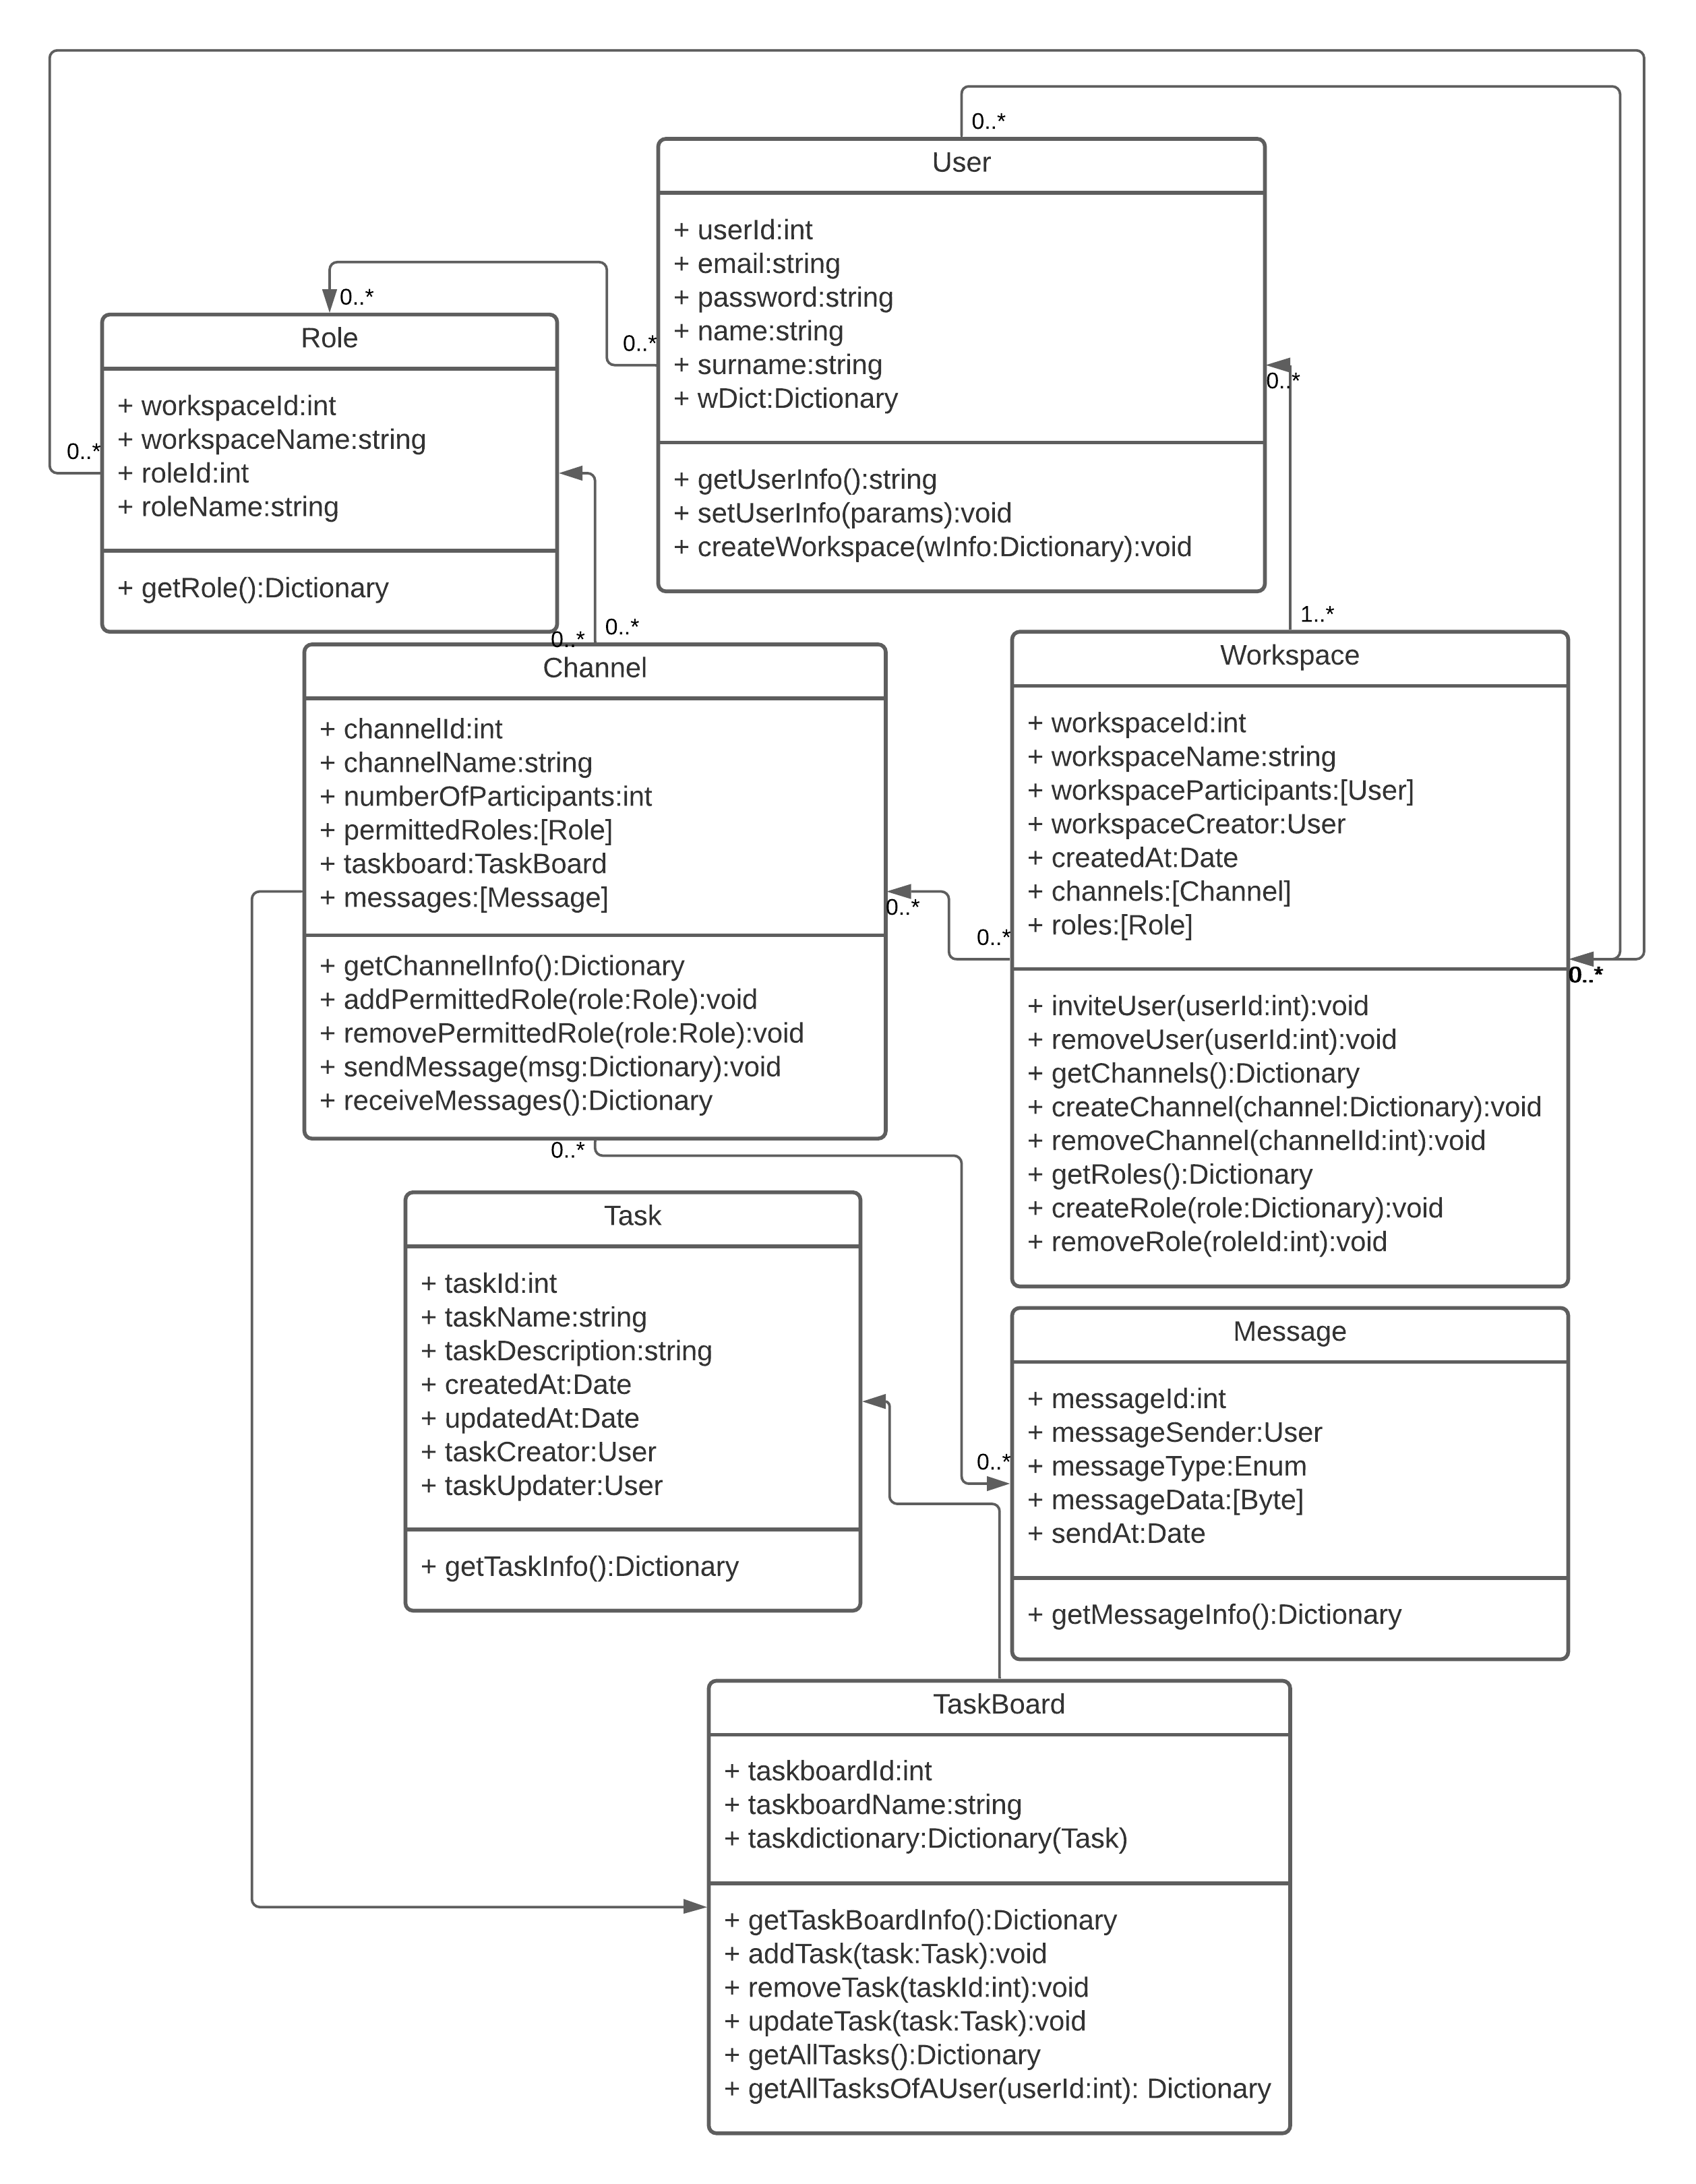 0..*
User
+ userId:int
+ email:string
+ password:string
+ name:string
+ surname:string
+ wDict:Dictionary
+ getUserInfo():string
+ setUserInfo(params):void
+ createWorkspace(wInfo:Dictionary):void
0..*
0..*
0..*
Role
+ workspaceId:int
+ workspaceName:string
+ roleId:int
+ roleName:string
+ getRole():Dictionary
0..*
0..*
0..*
1..*
Channel
+ channelId:int
+ channelName:string
+ numberOfParticipants:int
+ permittedRoles:[Role]
+ taskboard:TaskBoard
+ messages:[Message]
+ getChannelInfo():Dictionary
+ addPermittedRole(role:Role):void
+ removePermittedRole(role:Role):void
+ sendMessage(msg:Dictionary):void
+ receiveMessages():Dictionary
0..*
0..*
0..*
Workspace
+ workspaceId:int
+ workspaceName:string
+ workspaceParticipants:[User]
+ workspaceCreator:User
+ createdAt:Date
+ channels:[Channel]
+ roles:[Role]
0..*
+ inviteUser(userId:int):void
+ removeUser(userId:int):void
+ getChannels():Dictionary
+ createChannel(channel:Dictionary):void
+ removeChannel(channelId:int):void
+ getRoles():Dictionary
+ createRole(role:Dictionary):void
+ removeRole(roleId:int):void
Task
+ taskId:int
+ taskName:string
+ taskDescription:string
+ createdAt:Date
+ updatedAt:Date
+ taskCreator:User
+ taskUpdater:User
+ getTaskInfo():Dictionary
0..*
Message
+ messageId:int
+ messageSender:User
+ messageType:Enum
+ messageData:[Byte]
+ sendAt:Date
+ getMessageInfo():Dictionary
TaskBoard
+ taskboardId:int
+ taskboardName:string
+ taskdictionary:Dictionary(Task)
+ getTaskBoardInfo():Dictionary
+ addTask(task:Task):void
+ removeTask(taskId:int):void
+ updateTask(task:Task):void
+ getAllTasks():Dictionary
+ getAllTasksOfAUser(userId:int): Dictionary